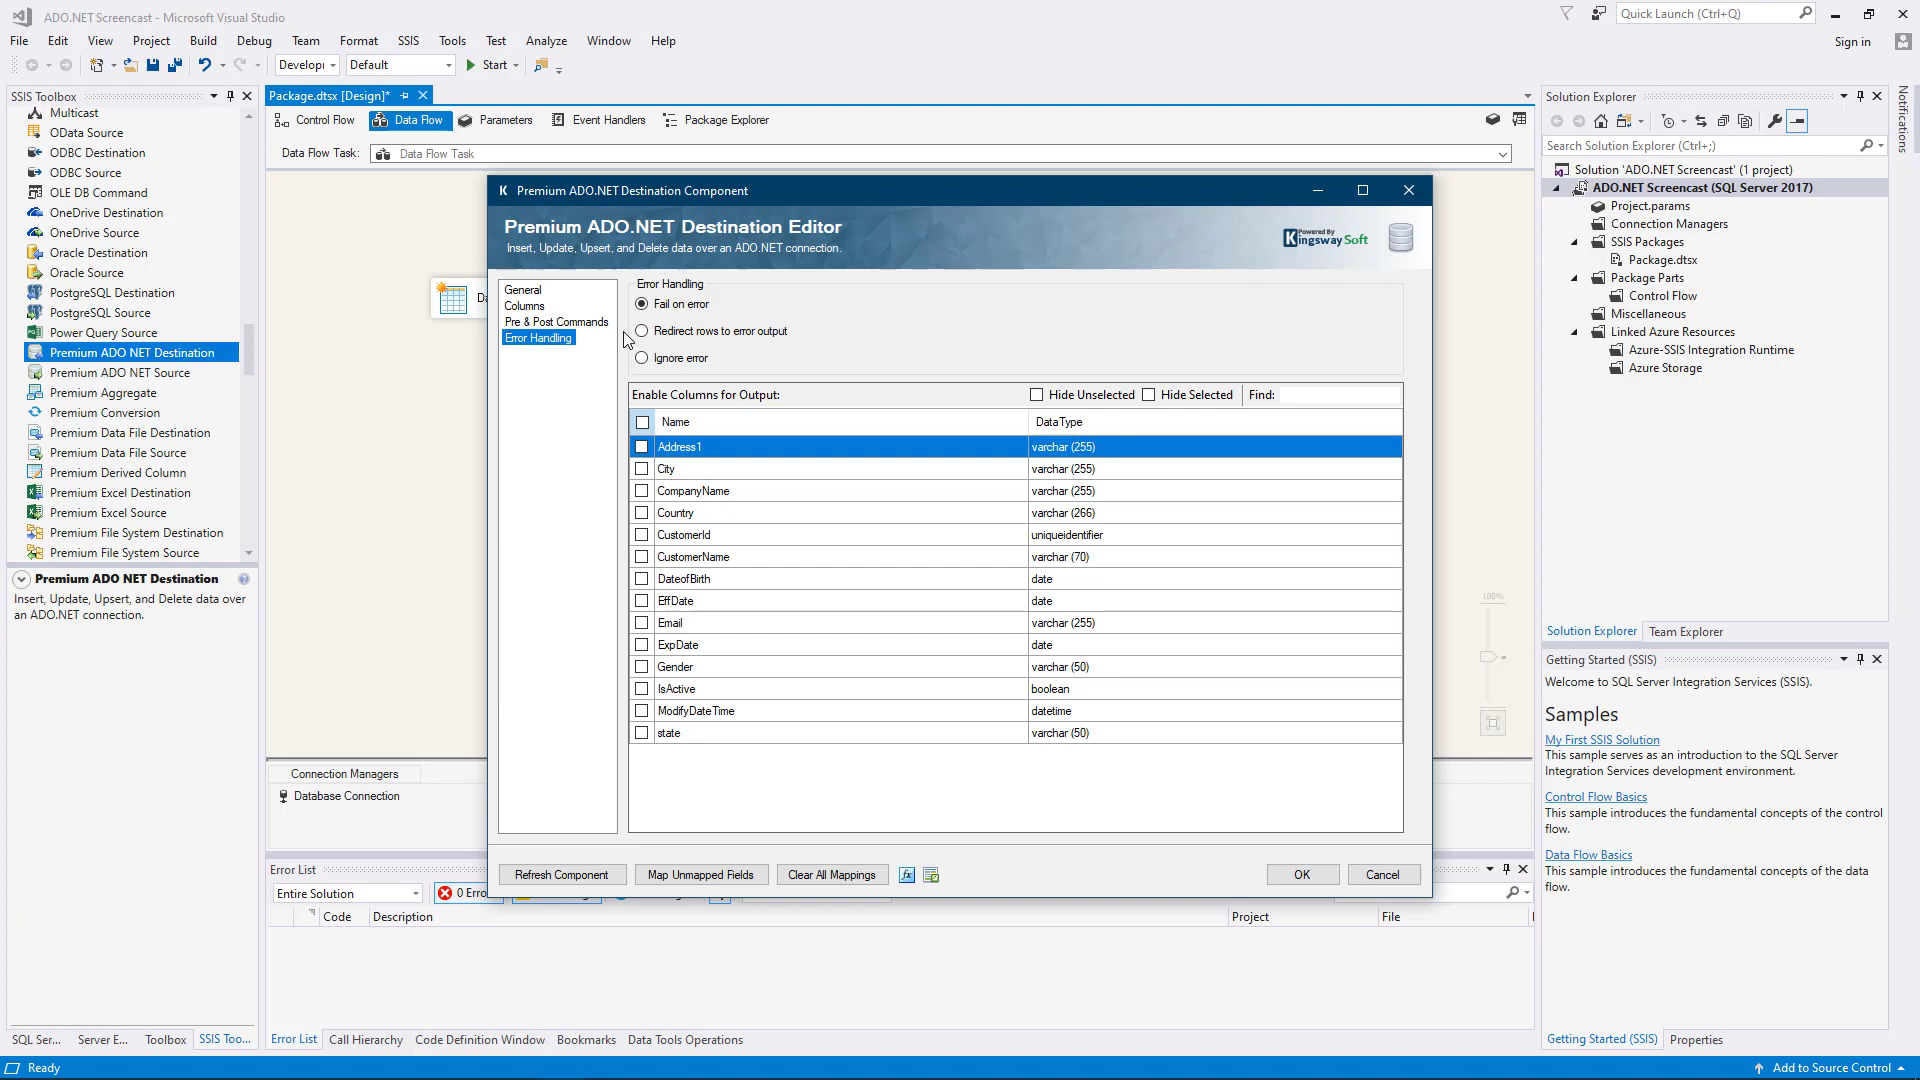 ADO.NET Screencast - Microsoft Visual Studio
Quick Launch (Ctrl+Q)
File Edit View Project Build Debug Team Format SSIS Tools Test Analyze Window Help
Sign in
Default
Start
SSIS Toolbox
Multicast
OData Source
ODBC Destination
ODBC Source
OLE DB Command
OneDrive Destination
OneDrive Source
Oracle Destination
Oracle Source
PostgreSQL Destination
PostgreSQL Source
Power Query Source
Premium ADO NET Destination
Premium ADO NET Source
Premium Aggregate
Premium Conversion
Premium Data File Destination
Premium Data File Source
Premium Derived Column
Premium Excel Destination
Premium Excel Source
Premium File System Destination
Premium File System Source
Premium ADO NET Destination
Insert, Update, Upsert, and Delete data over
an ADO.NET connection.
SQL Ser... Server E... Toolbox SSIS Too...
Package.dtsx [Design]*
Control Flow Data Flow Parameters Event Handlers Package Explorer
Data Flow Task: Data Flow Task
100%
Connection Managers
Database Connection
Premium ADO.NET Destination Component
Premium ADO.NET Destination Editor
Insert, Update, Upsert, and Delete data over an ADO.NET connection.
Powered By
KingswaySoft
General
Columns
Pre & Post Commands
Error Handling
Error Handling
Fail on error
Redirect rows to error output
Ignore error
Enable Columns for Output: Hide Unselected Hide Selected Find:
Name DataType
Address1 varchar (255)
City varchar (255)
CompanyName varchar (255)
Country varchar (266)
CustomerId uniqueidentifier
CustomerName varchar (70)
DateofBirth date
EffDate date
Email varchar (255)
ExpDate date
Gender varchar (50)
IsActive boolean
ModifyDateTime datetime
state varchar (50)
Refresh Component Map Unmapped Fields Clear All Mappings fx OK Cancel
Error List
Entire Solution 0 Erro
Code Description Project File
Error List Call Hierarchy Code Definition Window Bookmarks Data Tools Operations
Solution Explorer
Search Solution Explorer (Ctrl+;)
Solution 'ADO.NET Screencast' (1 project)
ADO.NET Screencast (SQL Server 2017)
Project.params
Connection Managers
SSIS Packages
Package.dtsx
Package Parts
Control Flow
Miscellaneous
Linked Azure Resources
Azure-SSIS Integration Runtime
Azure Storage
Solution Explorer Team Explorer
Getting Started (SSIS)
Welcome to SQL Server Integration Services (SSIS).
Samples
My First SSIS Solution
This sample serves as an introduction to the SQL Server
Integration Services development environment.
Control Flow Basics
This sample introduces the fundamental concepts of the control
flow.
Data Flow Basics
This sample introduces the fundamental concepts of the data
flow.
Getting Started (SSIS) Properties
Notifications
Ready
Add to Source Control